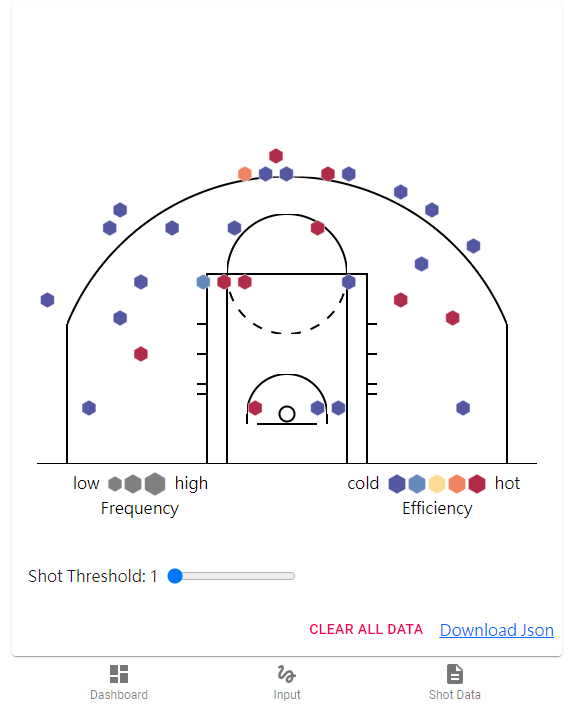 low high cold hot
Frequency Efficiency
Shot Threshold: 1
CLEAR ALL DATA Download Json
Dashboard Input Shot Data